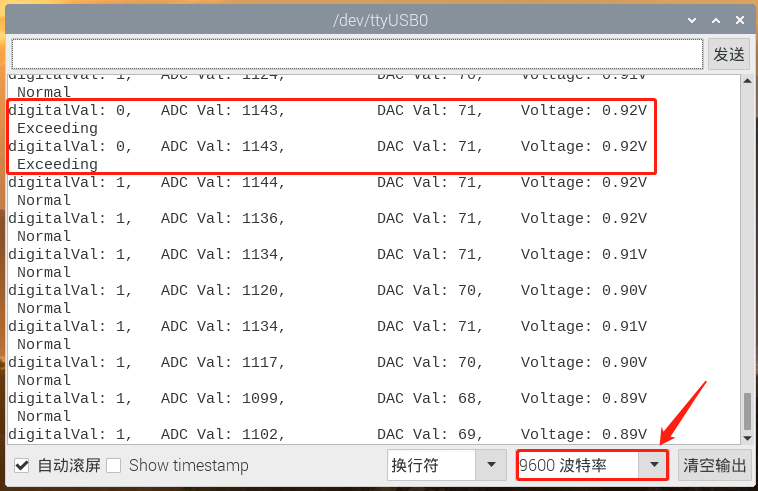 /dev/ttyUSB0
发送
digitalVal: 1, ADC Val: 1124, DAC Val: 70, Voltage: 0.91V
Normal
digitalVal: 0, ADC Val: 1143, DAC Val: 71, Voltage: 0.92V
Exceeding
digitalVal: 0, ADC Val: 1143, DAC Val: 71, Voltage: 0.92V
Exceeding
digitalVal: 1, ADC Val: 1144, DAC Val: 71, Voltage: 0.92V
Normal
digitalVal: 1, ADC Val: 1136, DAC Val: 71, Voltage: 0.92V
Normal
digitalVal: 1, ADC Val: 1134, DAC Val: 71, Voltage: 0.91V
Normal
digitalVal: 1, ADC Val: 1120, DAC Val: 70, Voltage: 0.90V
Normal
digitalVal: 1, ADC Val: 1134, DAC Val: 71, Voltage: 0.91V
Normal
digitalVal: 1, ADC Val: 1117, DAC Val: 70, Voltage: 0.90V
Normal
digitalVal: 1, ADC Val: 1099, DAC Val: 68, Voltage: 0.89V
Normal
digitalVal: 1, ADC Val: 1102, DAC Val: 69, Voltage: 0.89V
自动滚屏 Show timestamp 换行符 9600 波特率 清空输出